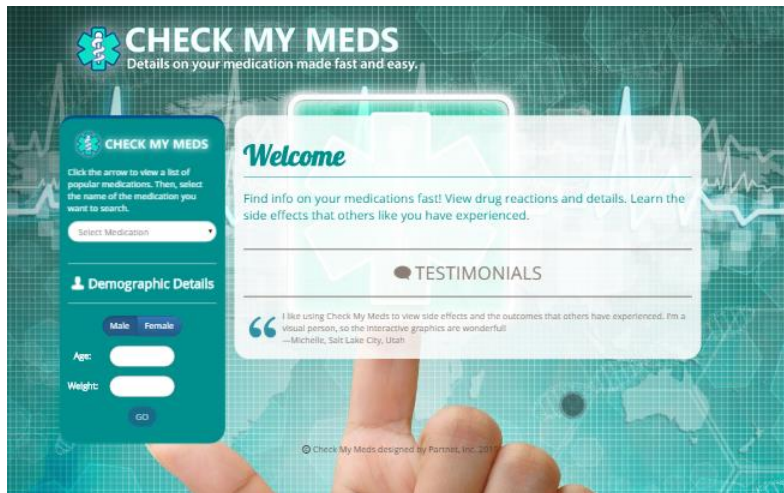 CHECK MY MEDS
Details on your medication made fast and easy.
CHECK MY MEDS
Click the arrow to view a list of
popular medications. Then, select
the name of the medication you
want to search.
Select Medication
Demographic Details
Male Female
Age:
Weight:
GO
Welcome
Find info on your medications fast! View drug reactions and details. Learn the
side effects that others like you have experienced.
TESTIMONIALS
“ I like using Check My Meds to view side effects and the outcomes that others have experienced. I'm a
visual person, so the interactive graphics are wonderful!
—Michelle, Salt Lake City, Utah
© Check My Meds designed by Partnet, Inc.